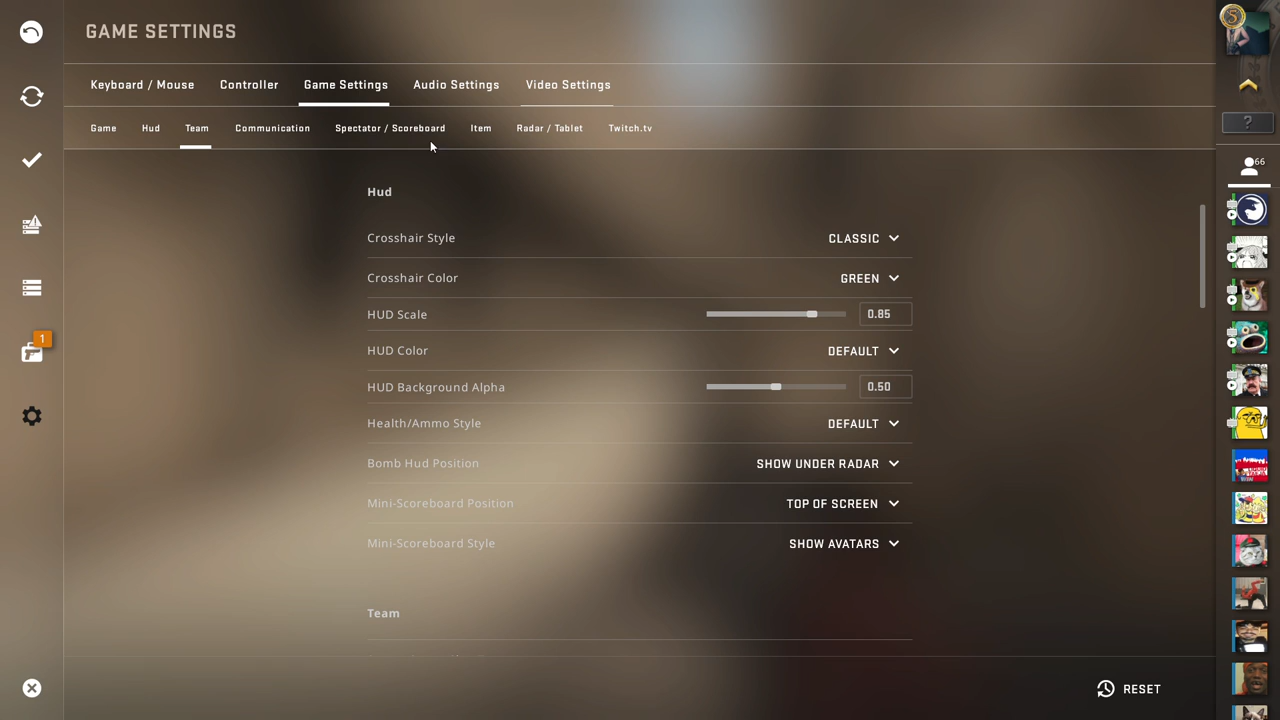 GAME SETTINGS
Keyboard / Mouse Controller Game Settings Audio Settings Video Settings
Game Hud Team Communication Spectator / Scoreboard Item Radar / Tablet Twitch.tv
Hud
Crosshair Style CLASSIC
Crosshair Color GREEN
HUD Scale 0.85
HUD Color DEFAULT
HUD Background Alpha 0.50
Health/Ammo Style DEFAULT
Bomb Hud Position SHOW UNDER RADAR
Mini-Scoreboard Position TOP OF SCREEN
Mini-Scoreboard Style SHOW AVATARS
Team
RESET
1
5
?
66